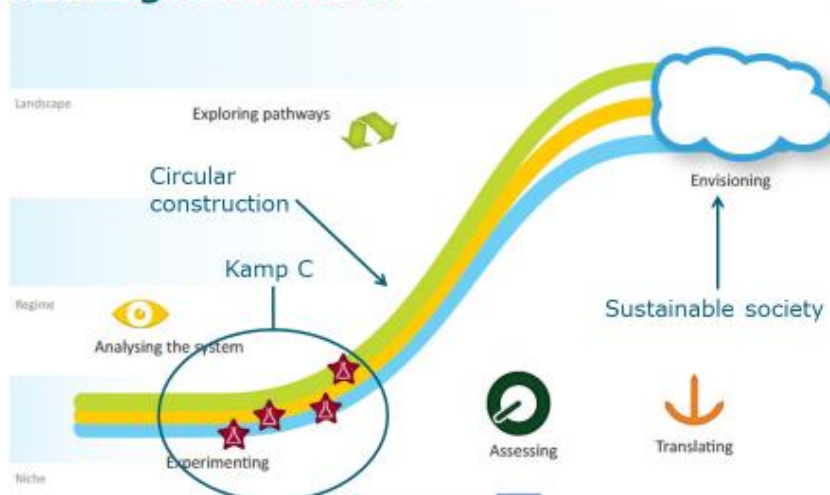 Landscape
Exploring pathways
Circular
construction
Envisioning
Kamp C
Regime
Sustainable society
Analysing the system
Assessing
Translating
Experimenting
Niche